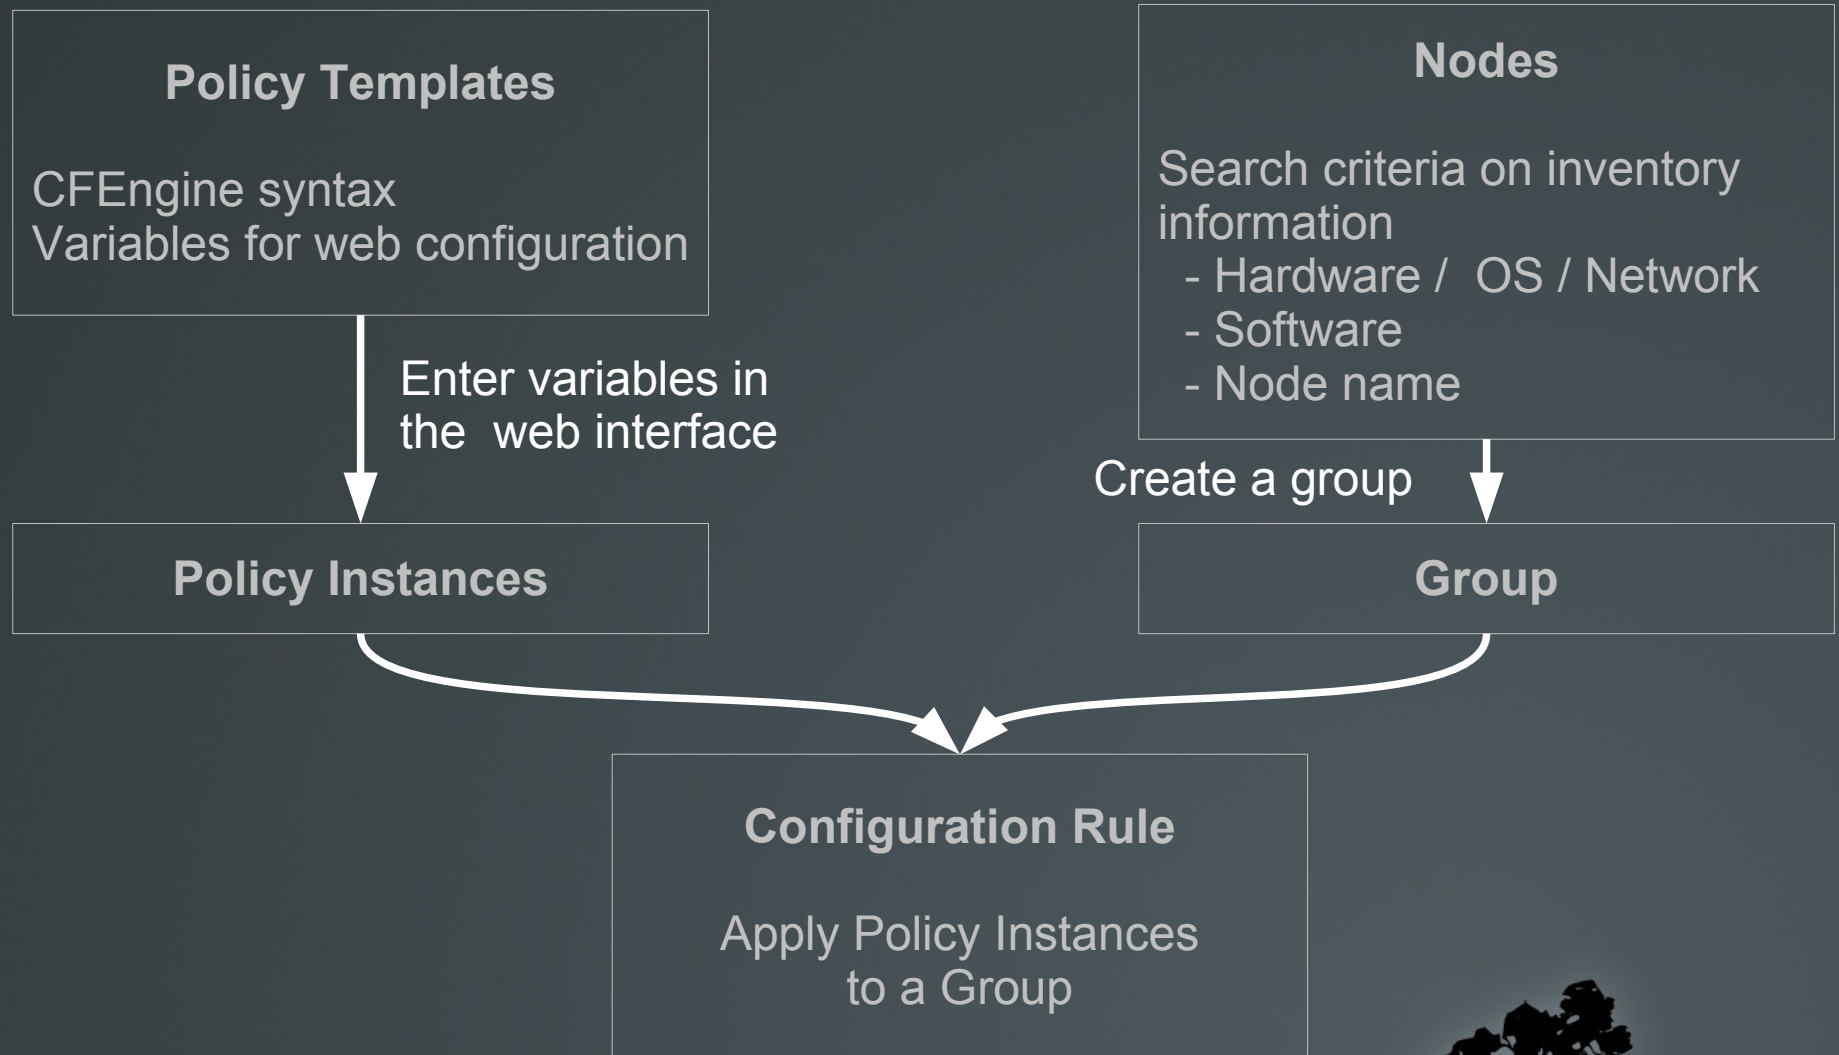 Policy Templates
CFEngine syntax
Variables for web configuration
Enter variables in
the  web interface
Policy Instances
Nodes
Search criteria on inventory
information
- Hardware /  OS / Network
- Software
- Node name
Create a group
Group
Configuration Rule
Apply Policy Instances
to a Group